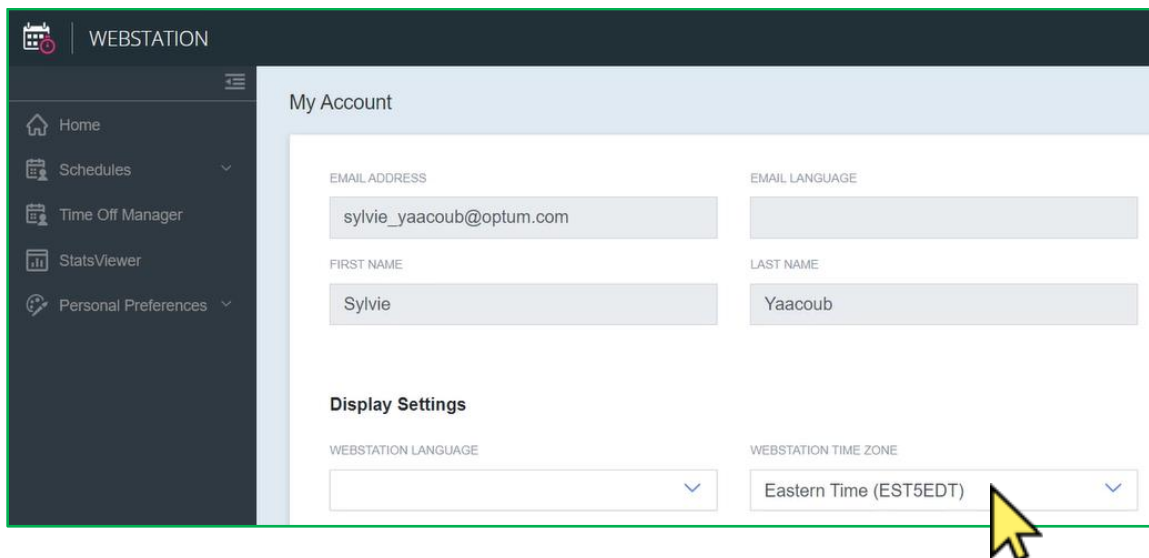 WEBSTATION
Home
Schedules
Time Off Manager
StatsViewer
Personal Preferences
My Account
EMAIL ADDRESS
EMAIL LANGUAGE
sylvie_yaacoub@optum.com
FIRST NAME
LAST NAME
Sylvie
Yaacoub
Display Settings
WEBSTATION LANGUAGE
WEBSTATION TIME ZONE
Eastern Time (EST5EDT)